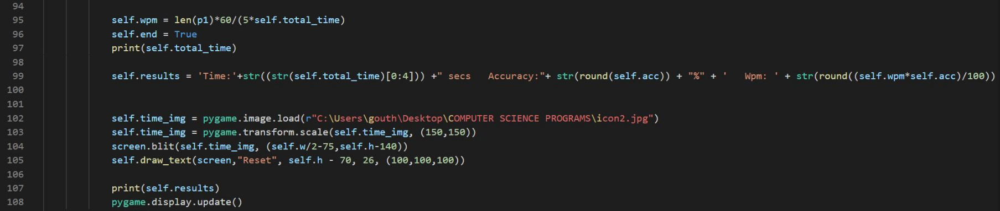 94
95 self.wpm = len(p1)*60/(5*self.total_time)
96 self.end = True
97 print(self.total_time)
98
99 self.results = 'Time:'+str((str(self.total_time)[0:4])) +" secs   Accuracy:"+ str(round(self.acc)) + "%" + '   Wpm: ' + str(round((self.wpm*self.acc)/100))
100
101
102 self.time_img = pygame.image.load(r"C:\Users\gouth\Desktop\COMPUTER SCIENCE PROGRAMS\icon2.jpg")
103 self.time_img = pygame.transform.scale(self.time_img, (150,150))
104 screen.blit(self.time_img, (self.w/2-75,self.h-140))
105 self.draw_text(screen,"Reset", self.h - 70, 26, (100,100,100))
106
107 print(self.results)
108 pygame.display.update()